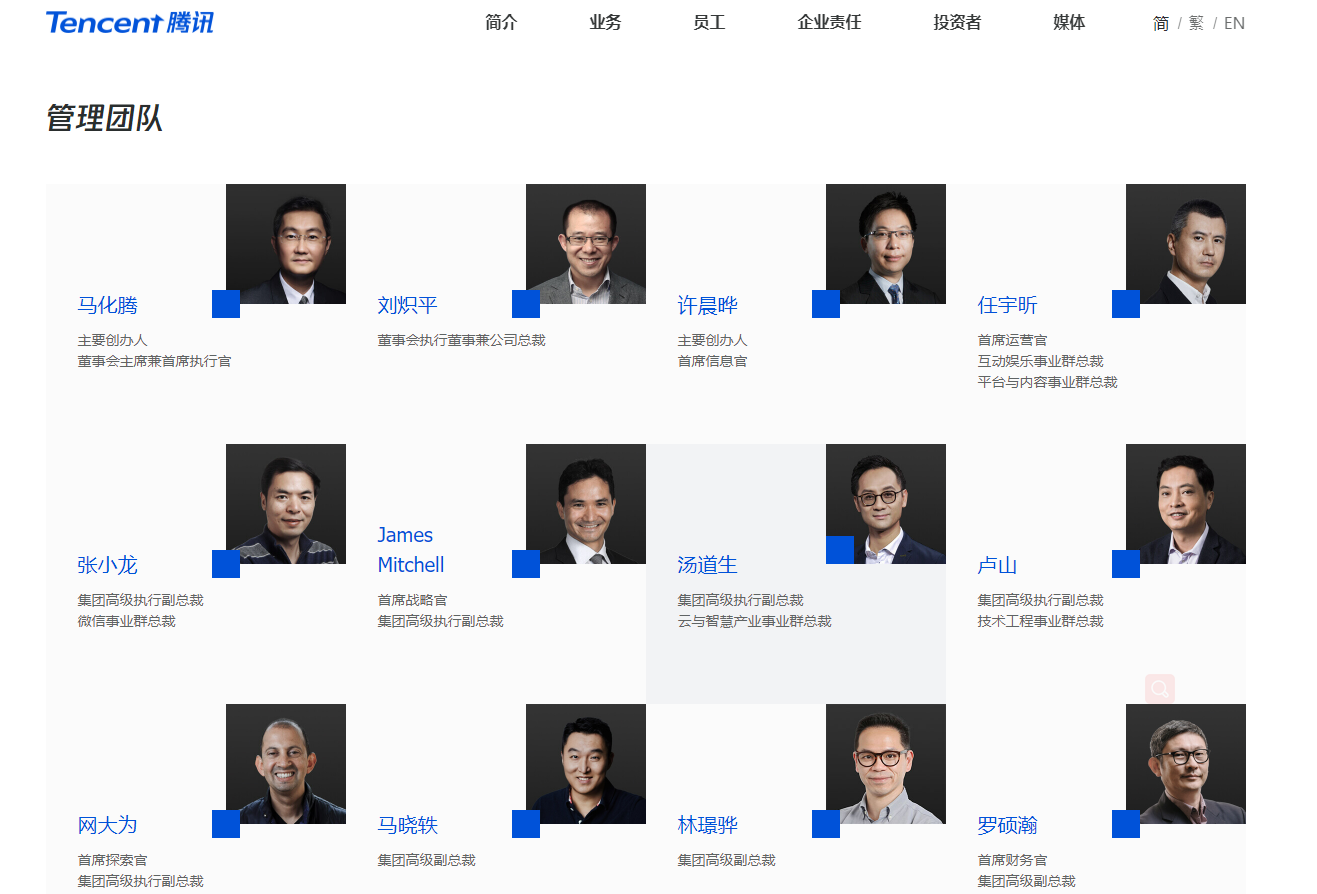 Tencent 腾讯
简介 业务 员工 企业责任 投资者 媒体 简 / 繁 / EN
管理团队
马化腾
主要创办人
董事会主席兼首席执行官
刘炽平
董事会执行董事兼公司总裁
许晨晔
主要创办人
首席信息官
任宇昕
首席运营官
互动娱乐事业群总裁
平台与内容事业群总裁
张小龙
集团高级执行副总裁
微信事业群总裁
James
Mitchell
首席战略官
集团高级执行副总裁
汤道生
集团高级执行副总裁
云与智慧产业事业群总裁
卢山
集团高级执行副总裁
技术工程事业群总裁
网大为
首席探索官
集团高级执行副总裁
马晓轶
集团高级副总裁
林璟骅
集团高级副总裁
罗硕瀚
首席财务官
集团高级副总裁